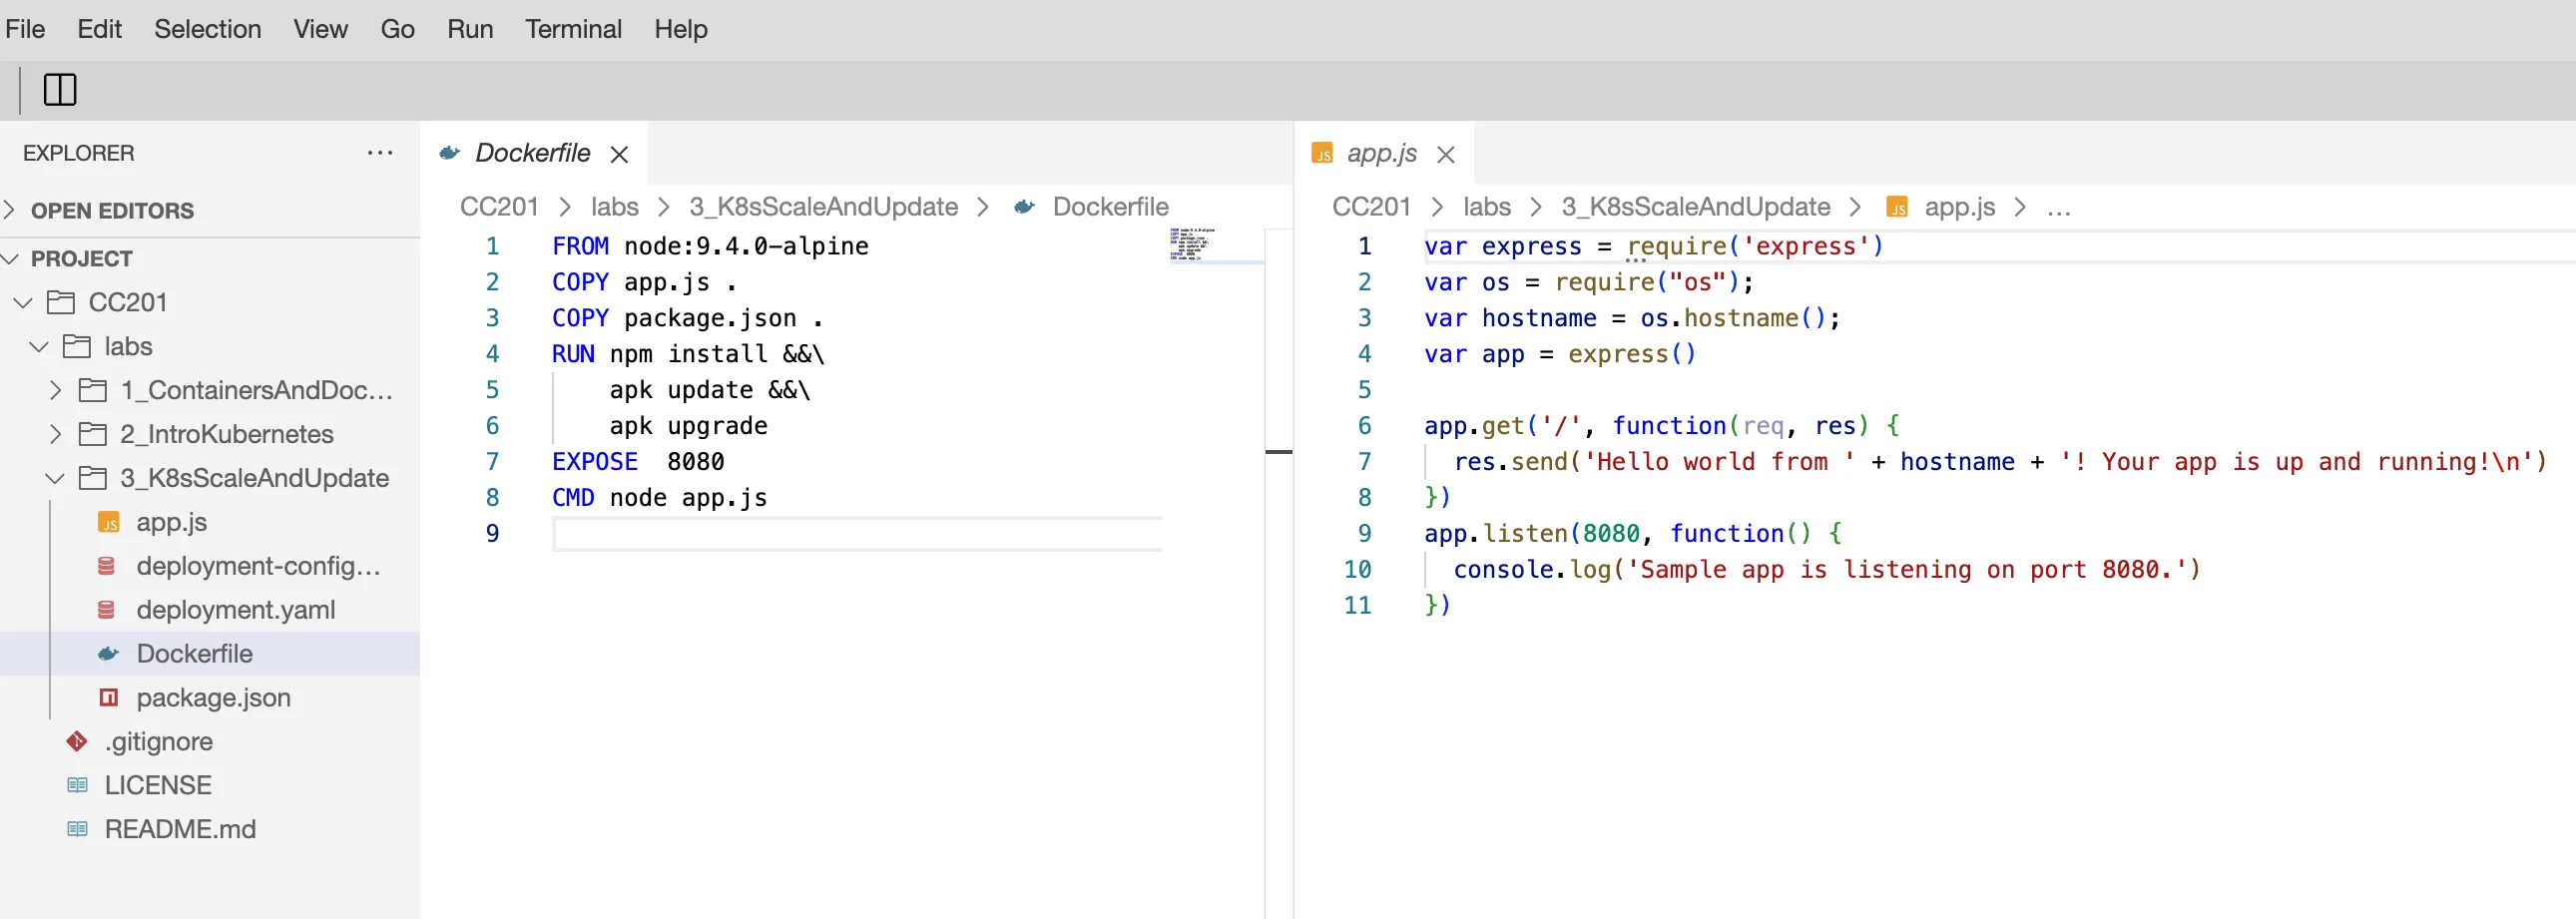 File Edit Selection View Go Run Terminal Help
EXPLORER ...
OPEN EDITORS
PROJECT
CC201
labs
1_ContainersAndDoc...
2_IntroKubernetes
3_K8sScaleAndUpdate
app.js
deployment-config...
deployment.yaml
Dockerfile
package.json
.gitignore
LICENSE
README.md
Dockerfile
CC201 > labs > 3_K8sScaleAndUpdate > Dockerfile
1 FROM node:9.4.0-alpine
2 COPY app.js .
3 COPY package.json .
4 RUN npm install &&\
5     apk update &&\
6     apk upgrade
7 EXPOSE  8080
8 CMD node app.js
9
app.js
CC201 > labs > 3_K8sScaleAndUpdate > app.js > ...
1 var express = require('express')
2 var os = require("os");
3 var hostname = os.hostname();
4 var app = express()
5
6 app.get('/', function(req, res) {
7   res.send('Hello world from ' + hostname + '! Your app is up and running!\n')
8 })
9 app.listen(8080, function() {
10   console.log('Sample app is listening on port 8080.')
11 })